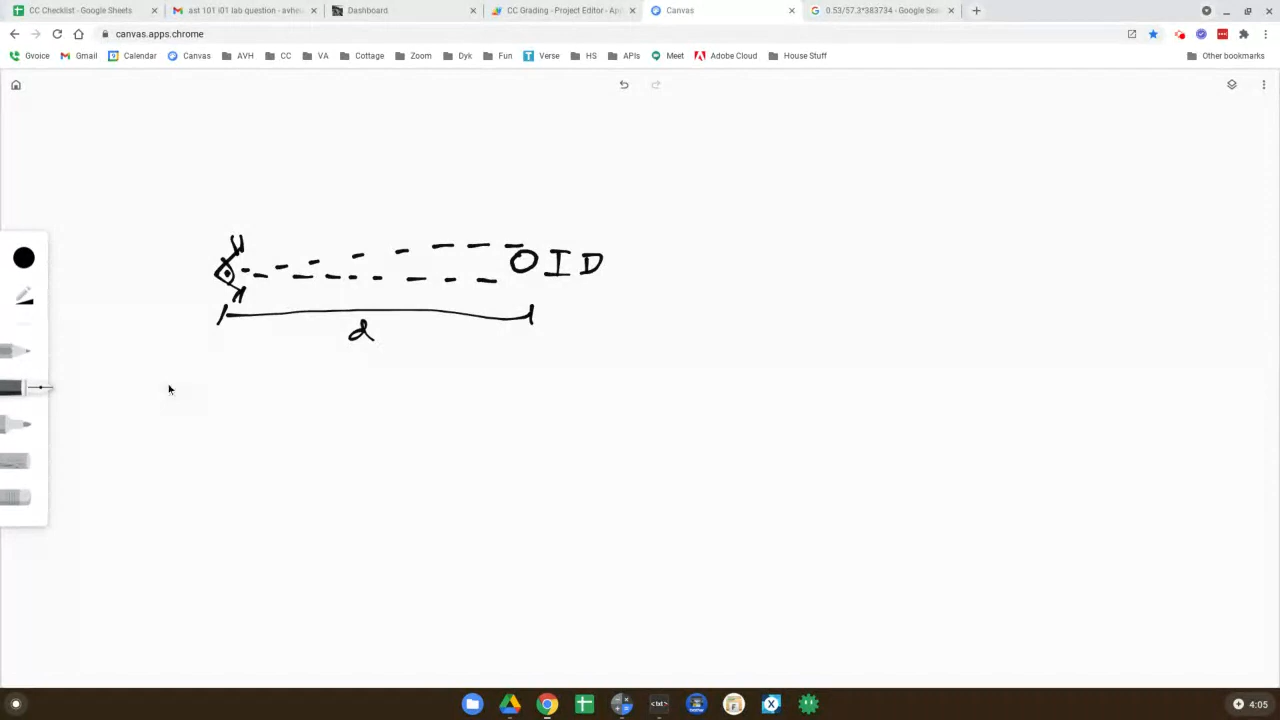 CC Checklist - Google Sheets
ast 101 i01 lab question - avhs
Dashboard
CC Grading - Project Editor - Ap
Canvas
0.53/57.3*383734 - Google Sea
canvas.apps.chrome
Gvoice Gmail Calendar Canvas AVH CC VA Cottage Zoom Fun Dyk Verse HS APIs Meet Adobe Cloud House Stuff Other bookmarks
I D
d
4:05